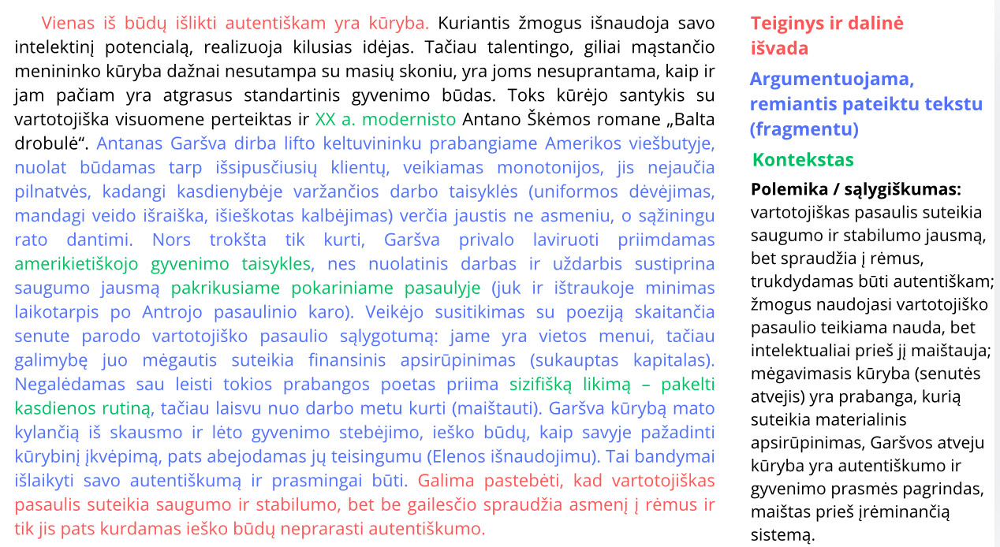 Vienas iš būdų išlikti autentiškam yra kūryba. Kuriantis žmogus išnaudoja savo
intelektinį potencialą, realizuoja kilusias idėjas. Tačiau talentingo, giliai mąstančio
menininko kūryba dažnai nesutampa su masių skoniu, yra joms nesuprantama, kaip ir
jam pačiam yra atgrasus standartinis gyvenimo būdas. Toks kūrėjo santykis su
vartotojiška visuomene perteiktas ir XX a. modernisto Antano Škėmos romane „Balta
drobulė“. Antanas Garšva dirba lifto keltuvininku prabangiame Amerikos viešbutyje,
nuolat būdamas tarp išsipusčiusių klientų, veikiamas monotonijos, jis nejaučia
pilnatvės, kadangi kasdienybėje varžančios darbo taisyklės (uniformos dėvėjimas,
mandagi veido išraiška, išieškotas kalbėjimas) verčia jaustis ne asmeniu, o sąžiningu
rato dantimi. Nors trokšta tik kurti, Garšva privalo laviruoti priimdamas
amerikietiškojo gyvenimo taisykles, nes nuolatinis darbas ir uždarbis sustiprina
saugumo jausmą pakrikusiame pokariniame pasaulyje (juk ir ištraukoje minimas
laikotarpis po Antrojo pasaulinio karo). Veikėjo susitikimas su poeziją skaitančia
senute parodo vartotojiško pasaulio sąlygotumą: jame yra vietos menui, tačiau
galimybę juo mėgautis suteikia finansinis apsirūpinimas (sukauptas kapitalas).
Negalėdamas sau leisti tokios prabangos poetas priima sizifišką likimą – pakelti
kasdienos rutiną, tačiau laisvu nuo darbo metu kurti (maištauti). Garšva kūrybą mato
kylančią iš skausmo ir lėto gyvenimo stebėjimo, ieško būdų, kaip savyje pažadinti
kūrybinį įkvėpimą, pats abejodamas jų teisingumu (Elenos išnaudojimu). Tai bandymai
išlaikyti savo autentiškumą ir prasmingai būti. Galima pastebėti, kad vartotojiškas
pasaulis suteikia saugumo ir stabilumo, bet be gailesčio spraudžia asmenį į rėmus ir
tik jis pats kurdamas ieško būdų neprarasti autentiškumo.
Teiginys ir dalinė
išvada
Argumentuojama,
remiantis pateiktu tekstu
(fragmentu)
Kontekstas
Polemika / sąlygiškumas:
vartotojiškas pasaulis suteikia
saugumo ir stabilumo jausmą,
bet spraudžia į rėmus,
trukdydamas būti autentiškam;
žmogus naudojasi vartotojiško
pasaulio teikiama nauda, bet
intelektualiai prieš jį maištauja;
mėgavimasis kūryba (senutės
atvejis) yra prabanga, kurią
suteikia materialinis
apsirūpinimas, Garšvos atveju
kūryba yra autentiškumo ir
gyvenimo prasmės pagrindas,
maištas prieš įrėminančią
sistemą.